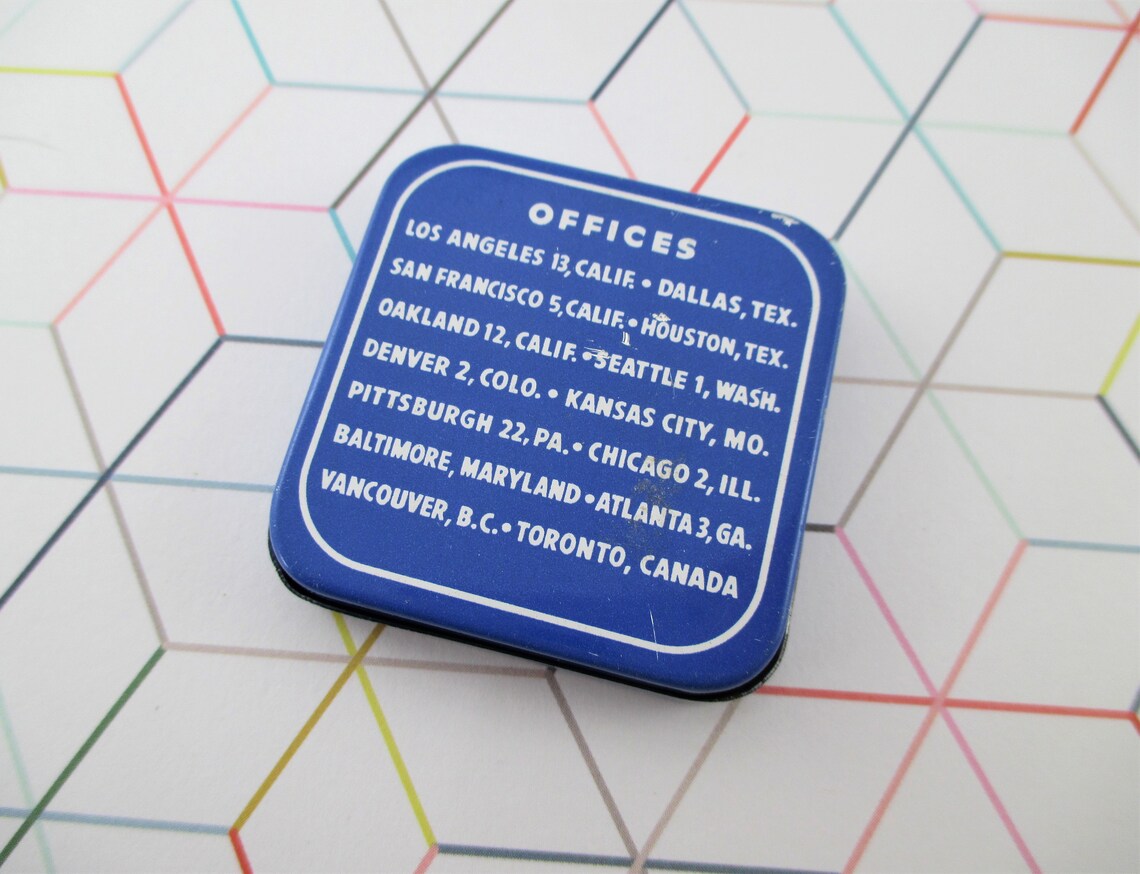 OFFICES
LOS ANGELES 13, CALIF. • DALLAS, TEX.
SAN FRANCISCO 5, CALIF. • HOUSTON, TEX.
OAKLAND 12, CALIF. • SEATTLE 1, WASH.
DENVER 2, COLO. • KANSAS CITY, MO.
PITTSBURGH 22, PA. • CHICAGO 2, ILL.
BALTIMORE, MARYLAND • ATLANTA 3, GA.
VANCOUVER, B.C. • TORONTO, CANADA